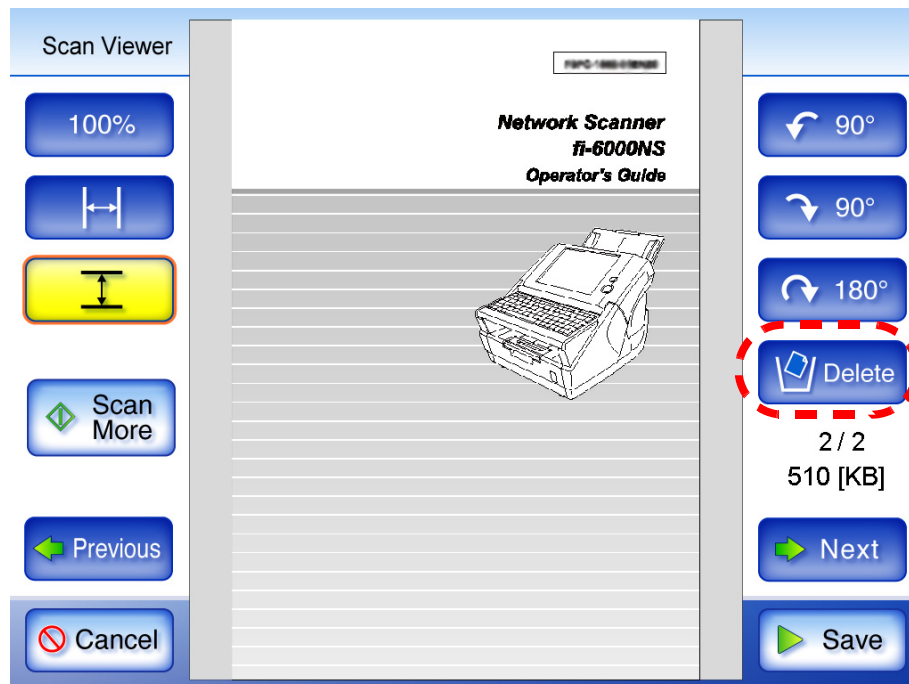 Scan Viewer
100%
Scan
More
Previous
Cancel
Network Scanner
fi-6000NS
Operator's Guide
90°
90°
180°
Delete
2 / 2
510 [KB]
Next
Save